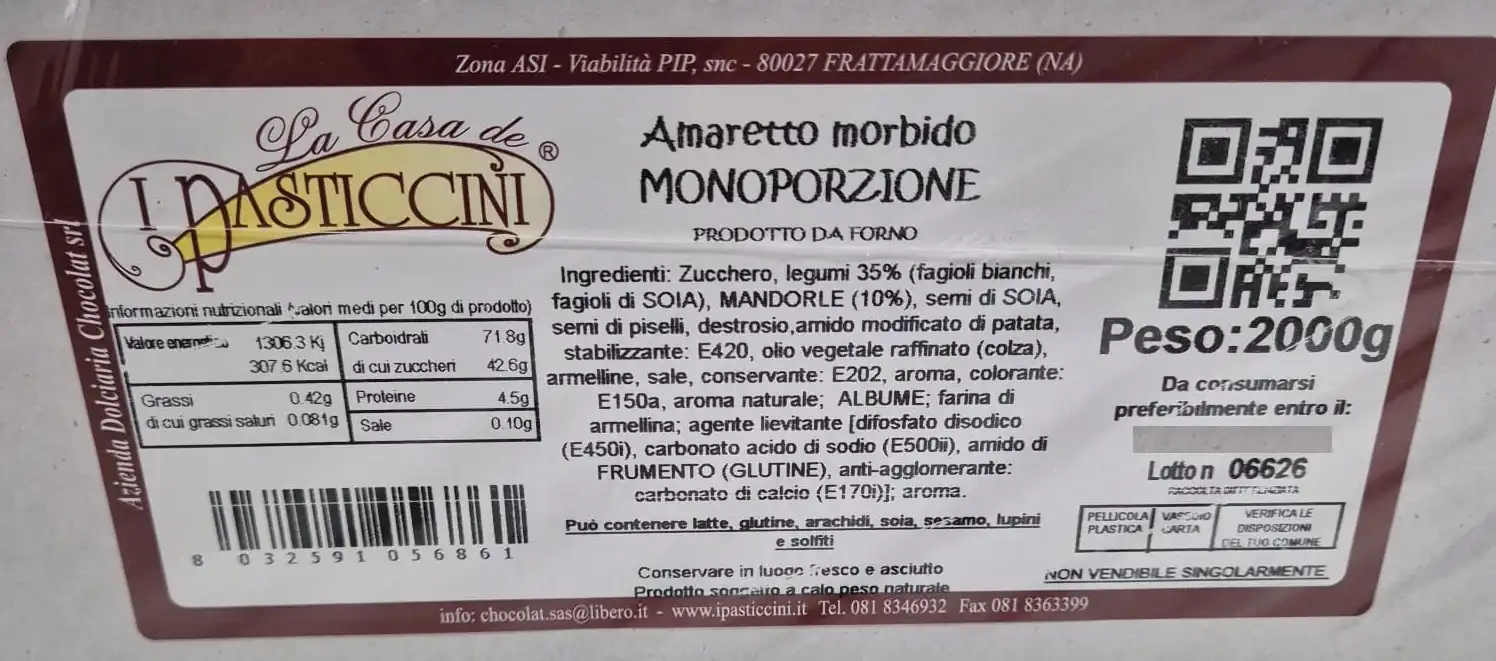 Zona ASI - Viabilità PIP, snc - 80027 FRATTAMAGGIORE (NA)
Azienda Dolciaria Chocolat srl
La Casa de
I PASTICCINI ®
Amaretto morbido
MONOPORZIONE
PRODOTTO DA FORNO
Ingredienti: Zucchero, legumi 35% (fagioli bianchi,
fagioli di SOIA), MANDORLE (10%), semi di SOIA,
semi di piselli, destrosio,amido modificato di patata,
stabilizzante: E420, olio vegetale raffinato (colza),
armelline, sale, conservante: E202, aroma, colorante:
E150a, aroma naturale; ALBUME; farina di
armellina; agente lievitante [difosfato disodico
(E450i), carbonato acido di sodio (E500ii), amido di
FRUMENTO (GLUTINE), anti-agglomerante:
carbonato di calcio (E170i)]; aroma.
Può contenere latte, glutine, arachidi, soia, sesamo, lupini
e solfiti
Conservare in luogo fresco e asciutto
Prodotto a calo peso naturale
nformazioni nutrizionali valori medi per 100g di prodotto)
Valore 1306.3 Kj
307.6 Kcal
Grassi 0.42g
di cui grassi saturi 0.081g
Carboidrati 71.8g
di cui zuccheri 42.6g
Proteine 4.5g
Sale 0.10g
8 032591 056861
Peso:2000g
Da consumarsi
preferibilmente entro il:
Lotto n 06626
RACCOLTA
PELLICOLA
PLASTICA
VASSOIO
CARTA
VERIFICA LE
DISPOSIZIONI
DEL TUO COMUNE
NON VENDIBILE SINGOLARMENTE
info: chocolat.sas@libero.it - www.ipasticcini.it Tel. 081 8346932 Fax 081 8363399